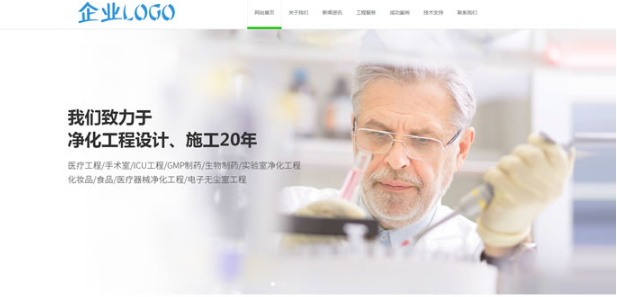 企业LOGO
网站首页 关于我们 新闻资讯 工程服务 成功案例 技术支持 联系我们
我们致力于
净化工程设计、施工20年
医疗工程/手术室/ICU工程/GMP制药/生物制药/实验室净化工程
化妆品/食品/医疗器械净化工程/电子无尘室工程